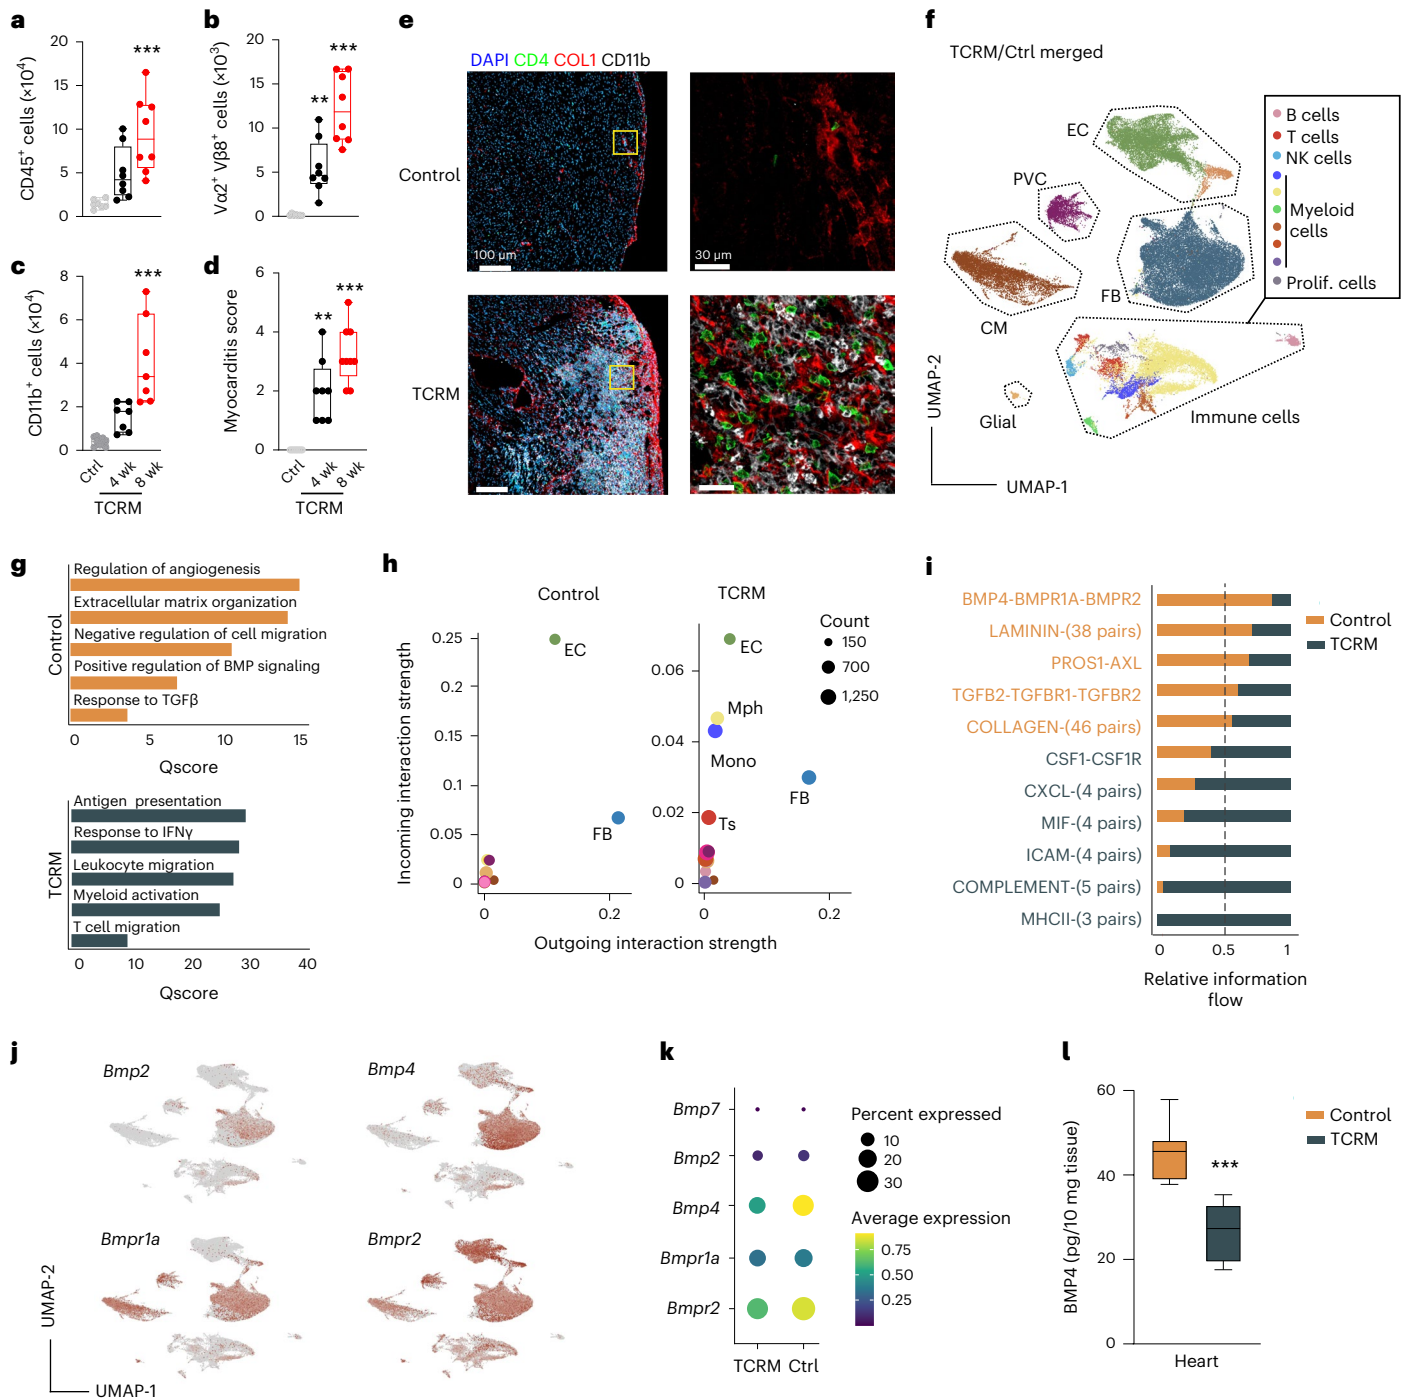 a
CD45⁺ cells (×10⁴)
20
15
10
5
0
***
b
Vα2⁺ Vβ8⁺ cells (×10³)
20
15
10
5
0
**
***
c
CD11b⁺ cells (×10⁴)
8
6
4
2
0
***
Ctrl
4 wk
8 wk
TCRM
d
Myocarditis score
6
4
2
0
**
***
Ctrl
4 wk
8 wk
TCRM
e
DAPI CD4 COL1 CD11b
Control
100 µm
30 µm
TCRM
f
TCRM/Ctrl merged
EC
PVC
CM
FB
Glial
Immune cells
B cells
T cells
NK cells
Myeloid
cells
Prolif. cells
UMAP-2
UMAP-1
g
Control
Regulation of angiogenesis
Extracellular matrix organization
Negative regulation of cell migration
Positive regulation of BMP signaling
Response to TGFβ
0 5 10 15
Qscore
TCRM
Antigen presentation
Response to IFNγ
Leukocyte migration
Myeloid activation
T cell migration
0 10 20 30 40
Qscore
h
Control
TCRM
Incoming interaction strength
0.25
0.2
0.15
0.1
0.05
0
EC
FB
0 0.2
0.06
0.04
0.02
0
EC
Mph
Mono
FB
Ts
0 0.2
Count
150
700
1,250
Outgoing interaction strength
i
BMP4-BMPR1A-BMPR2
LAMININ-(38 pairs)
PROS1-AXL
TGFB2-TGFBR1-TGFBR2
COLLAGEN-(46 pairs)
CSF1-CSF1R
CXCL-(4 pairs)
MIF-(4 pairs)
ICAM-(4 pairs)
COMPLEMENT-(5 pairs)
MHCII-(3 pairs)
0 0.5 1
Relative information
flow
Control
TCRM
j
Bmp2
Bmp4
Bmpr1a
Bmpr2
UMAP-2
UMAP-1
k
Bmp7
Bmp2
Bmp4
Bmpr1a
Bmpr2
TCRM Ctrl
Percent expressed
10
20
30
Average expression
0.75
0.50
0.25
l
BMP4 (pg/10 mg tissue)
60
40
20
0
***
Heart
Control
TCRM